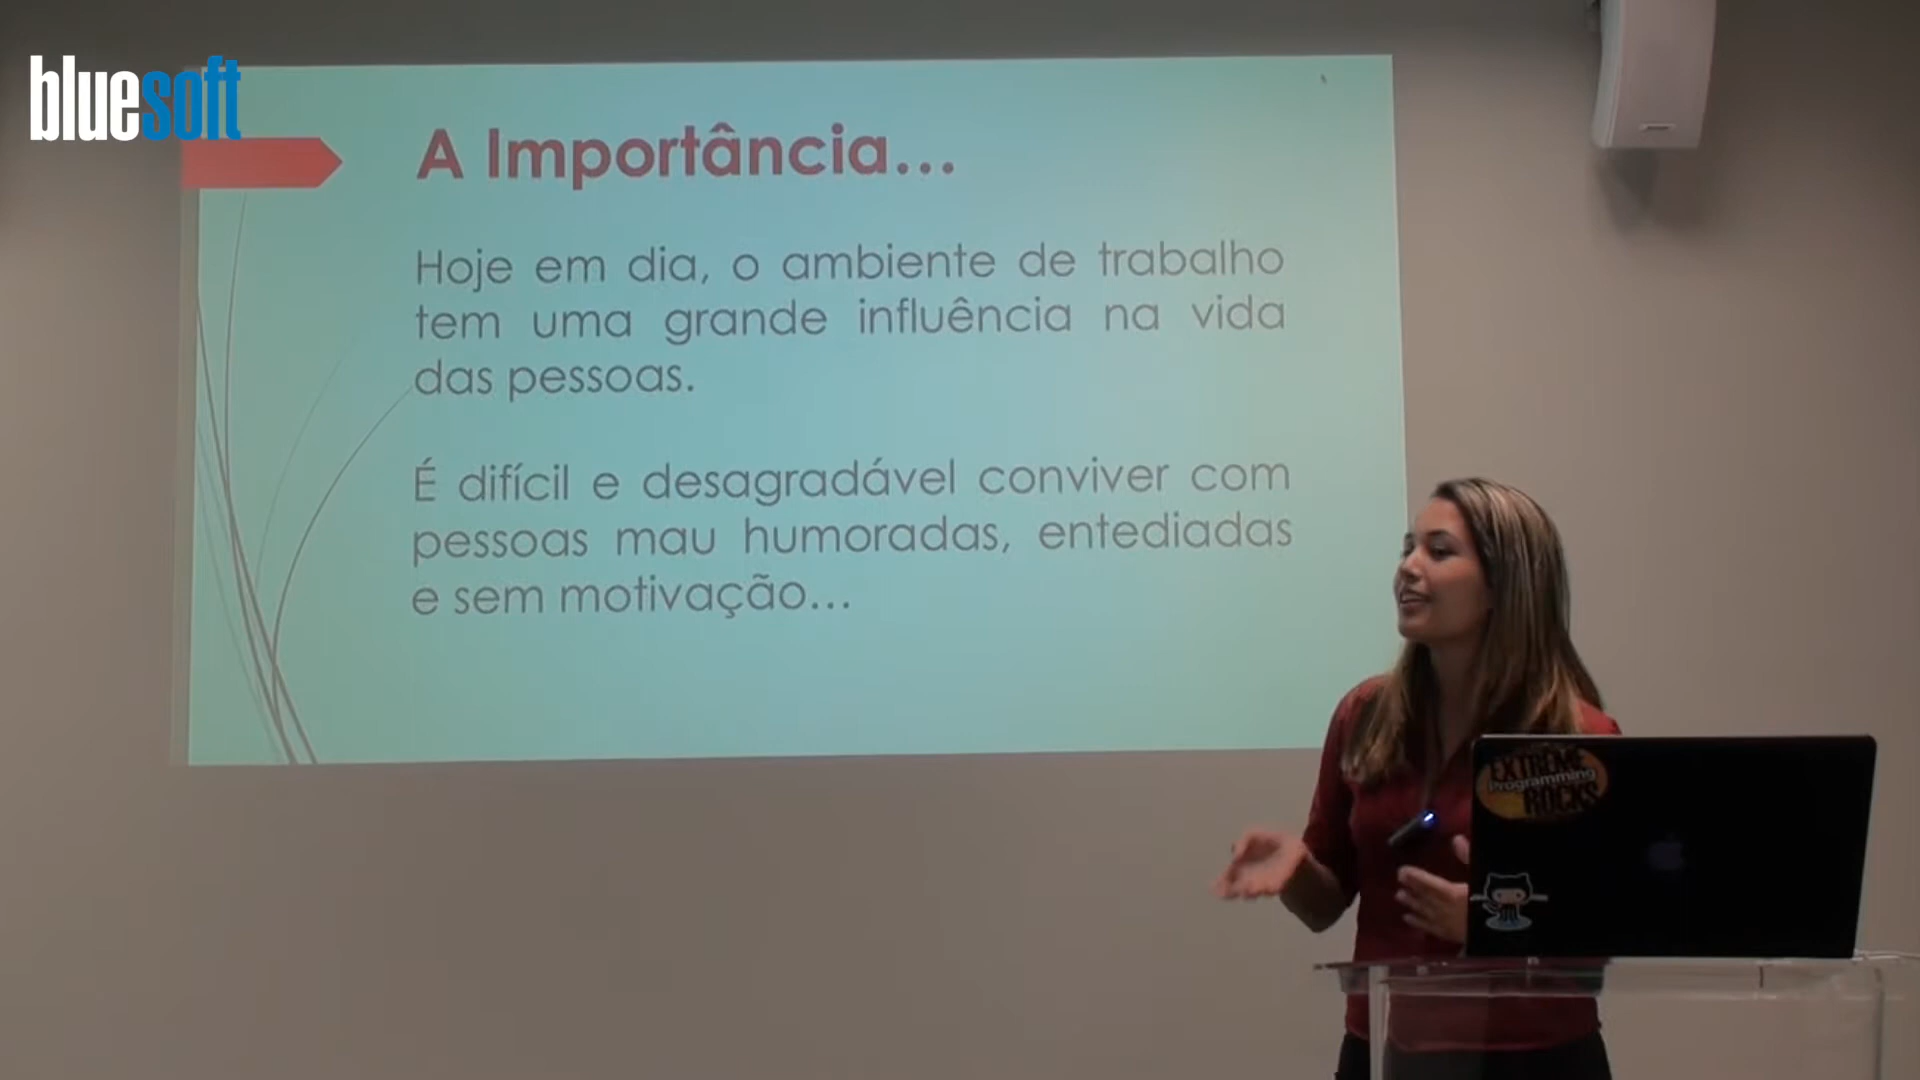 bluesoft
A Importância...
Hoje em dia, o ambiente de trabalho
tem uma grande influência na vida
das pessoas.
É difícil e desagradável conviver com
pessoas mau humoradas, entediadas
e sem motivação...
EXTREME
Programming
ROCKS